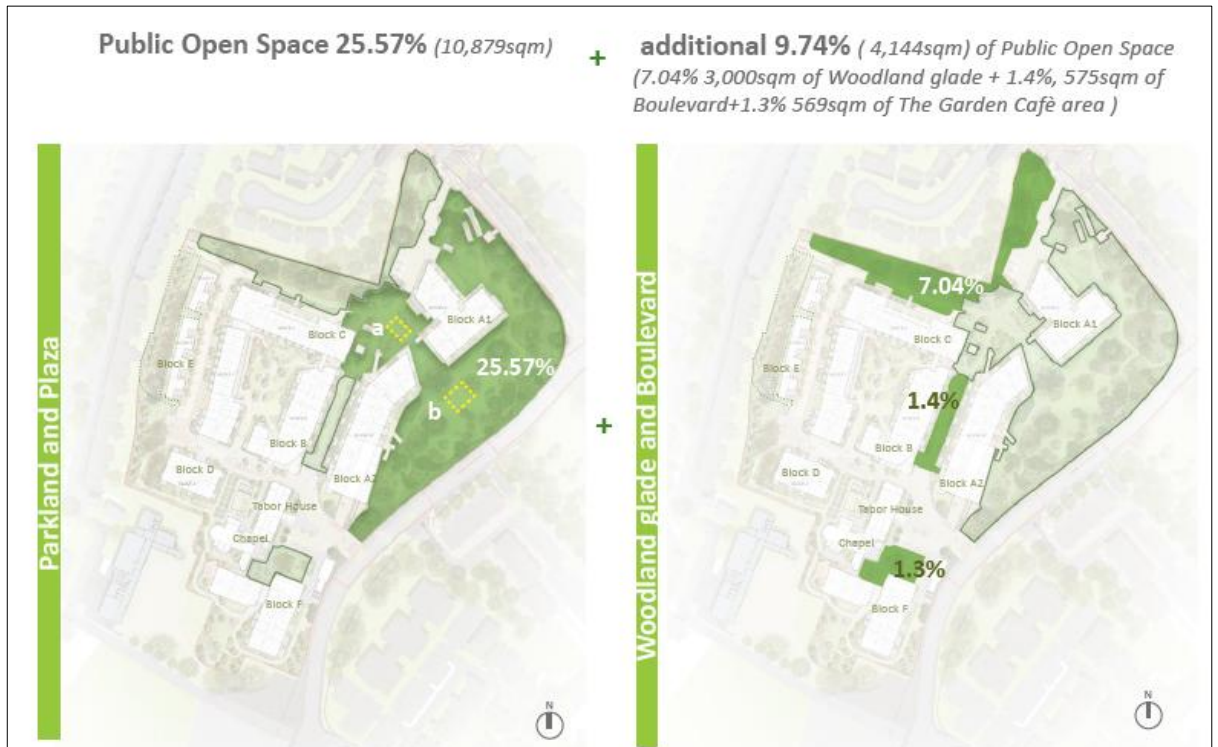 Public Open Space 25.57% (10,879sqm)
+
additional 9.74% ( 4,144sqm) of Public Open Space
(7.04% 3,000sqm of Woodland glade + 1.4%, 575sqm of
Boulevard+1.3% 569sqm of The Garden Cafè area )
Parkland and Plaza
Block A1
a
Block C
25.57%
Block E
b
Block B
Block D
Block A2
Tabor House
Chapel
Block F
N
+
Woodland glade and Boulevard
7.04%
Block A1
Block C
Block E
1.4%
Block B
Block D
Block A2
Tabor House
Chapel
1.3%
Block F
N